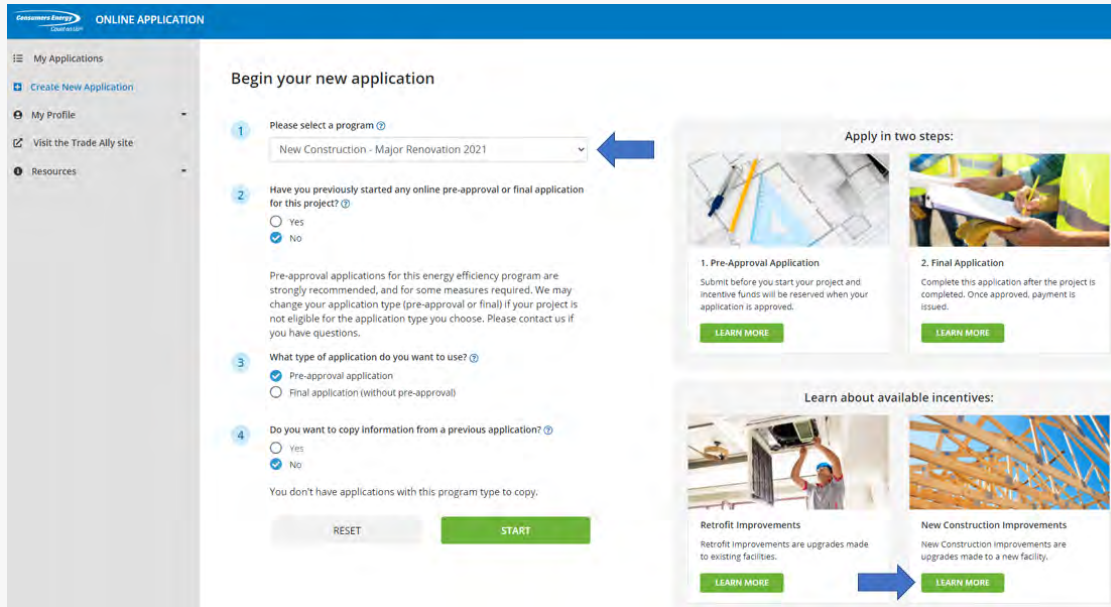 Consumers Energy
ONLINE APPLICATION
My Applications
Create New Application
My Profile
Visit the Trade Ally site
Resources
Begin your new application
1
Please select a program
New Construction - Major Renovation 2021
2
Have you previously started any online pre-approval or final application
for this project?
Yes
No
Pre-approval applications for this energy efficiency program are
strongly recommended, and for some measures required. We may
change your application type (pre-approval or final) if your project is
not eligible for the application type you choose. Please contact us if
you have questions.
3
What type of application do you want to use?
Pre-approval application
Final application (without pre-approval)
4
Do you want to copy information from a previous application?
Yes
No
You don't have applications with this program type to copy.
RESET
START
Apply in two steps:
1. Pre-Approval Application
Submit before you start your project and
incentive funds will be reserved when your
application is approved.
LEARN MORE
2. Final Application
Complete this application after the project is
completed. Once approved, payment is
issued.
LEARN MORE
Learn about available incentives:
Retrofit Improvements
Retrofit Improvements are upgrades made
to existing facilities.
LEARN MORE
New Construction Improvements
New Construction Improvements are
upgrades made to a new facility.
LEARN MORE